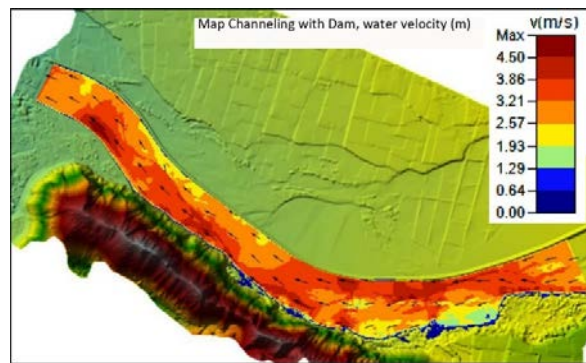 Map Channeling with Dam, water velocity (m)
v(m/s)
Max
4.50
3.86
3.21
2.57
1.93
1.29
0.64
0.00